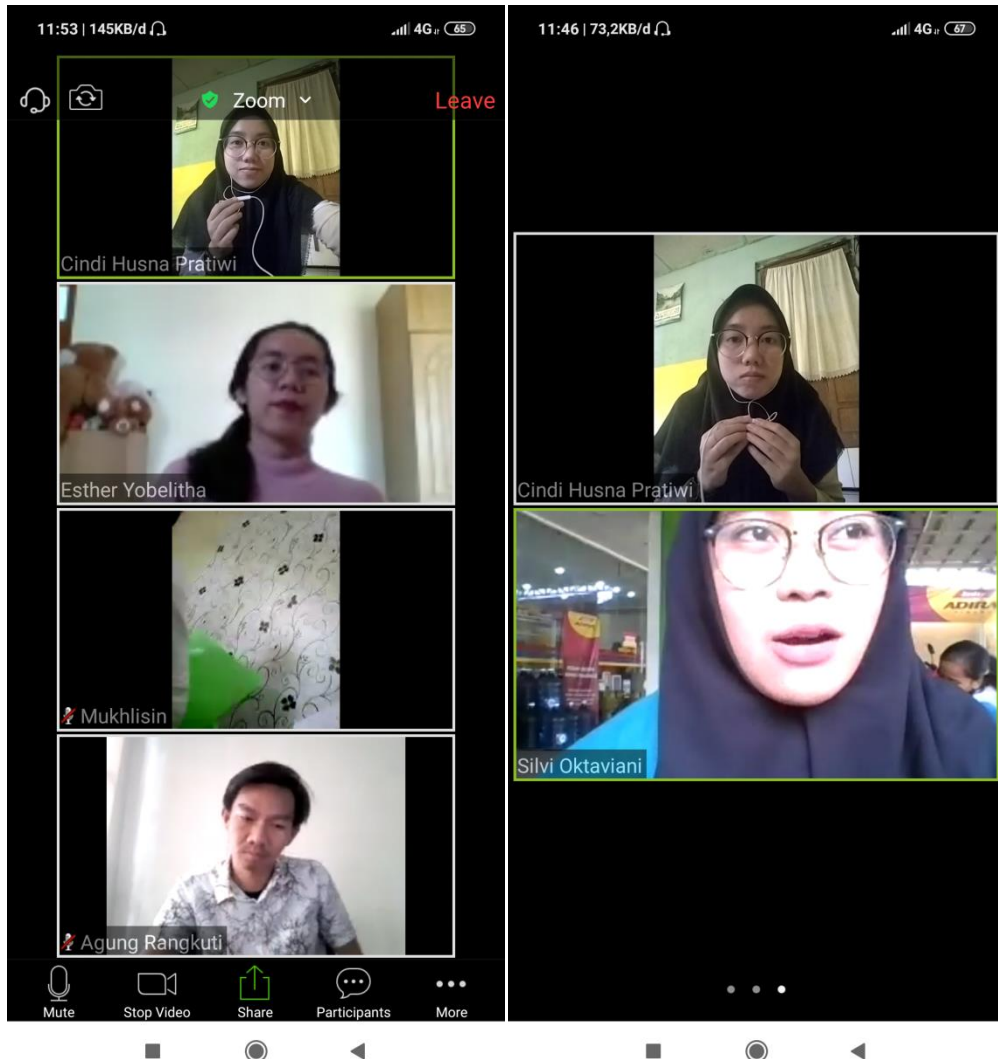 11:53 | 145KB/d
4G 65
Zoom
Leave
Cindi Husna Pratiwi
Esther Yobelitha
Mukhlisin
Agung Rangkuti
Mute
Stop Video
Share
Participants
More
11:46 | 73,2KB/d
4G 67
Cindi Husna Pratiwi
ADIRA
Silvi Oktaviani